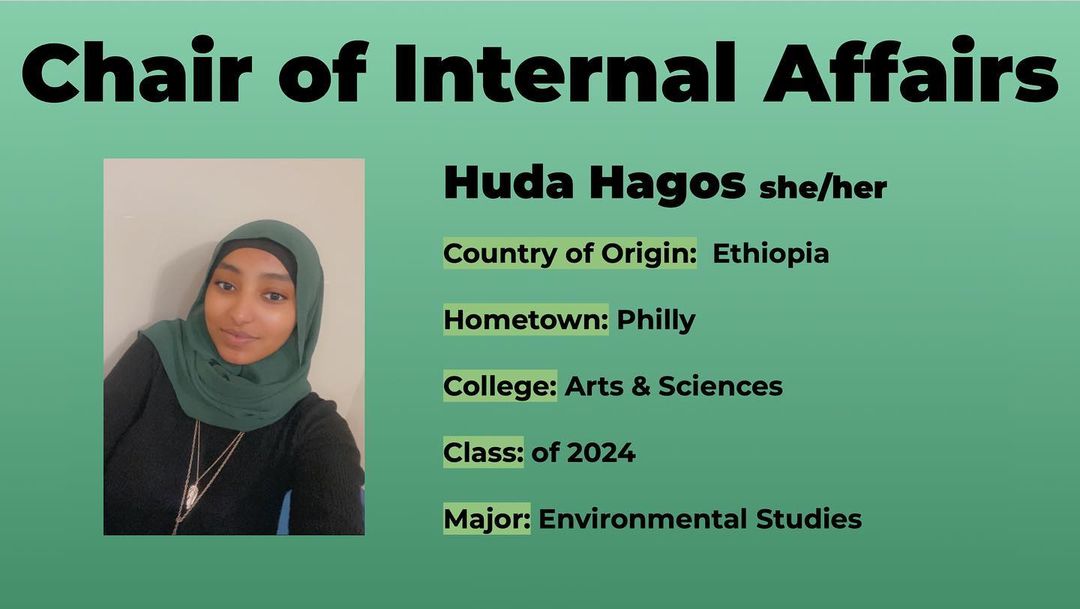 Chair of Internal Affairs
Huda Hagos she/her
Country of Origin: Ethiopia
Hometown: Philly
College: Arts & Sciences
Class: of 2024
Major: Environmental Studies